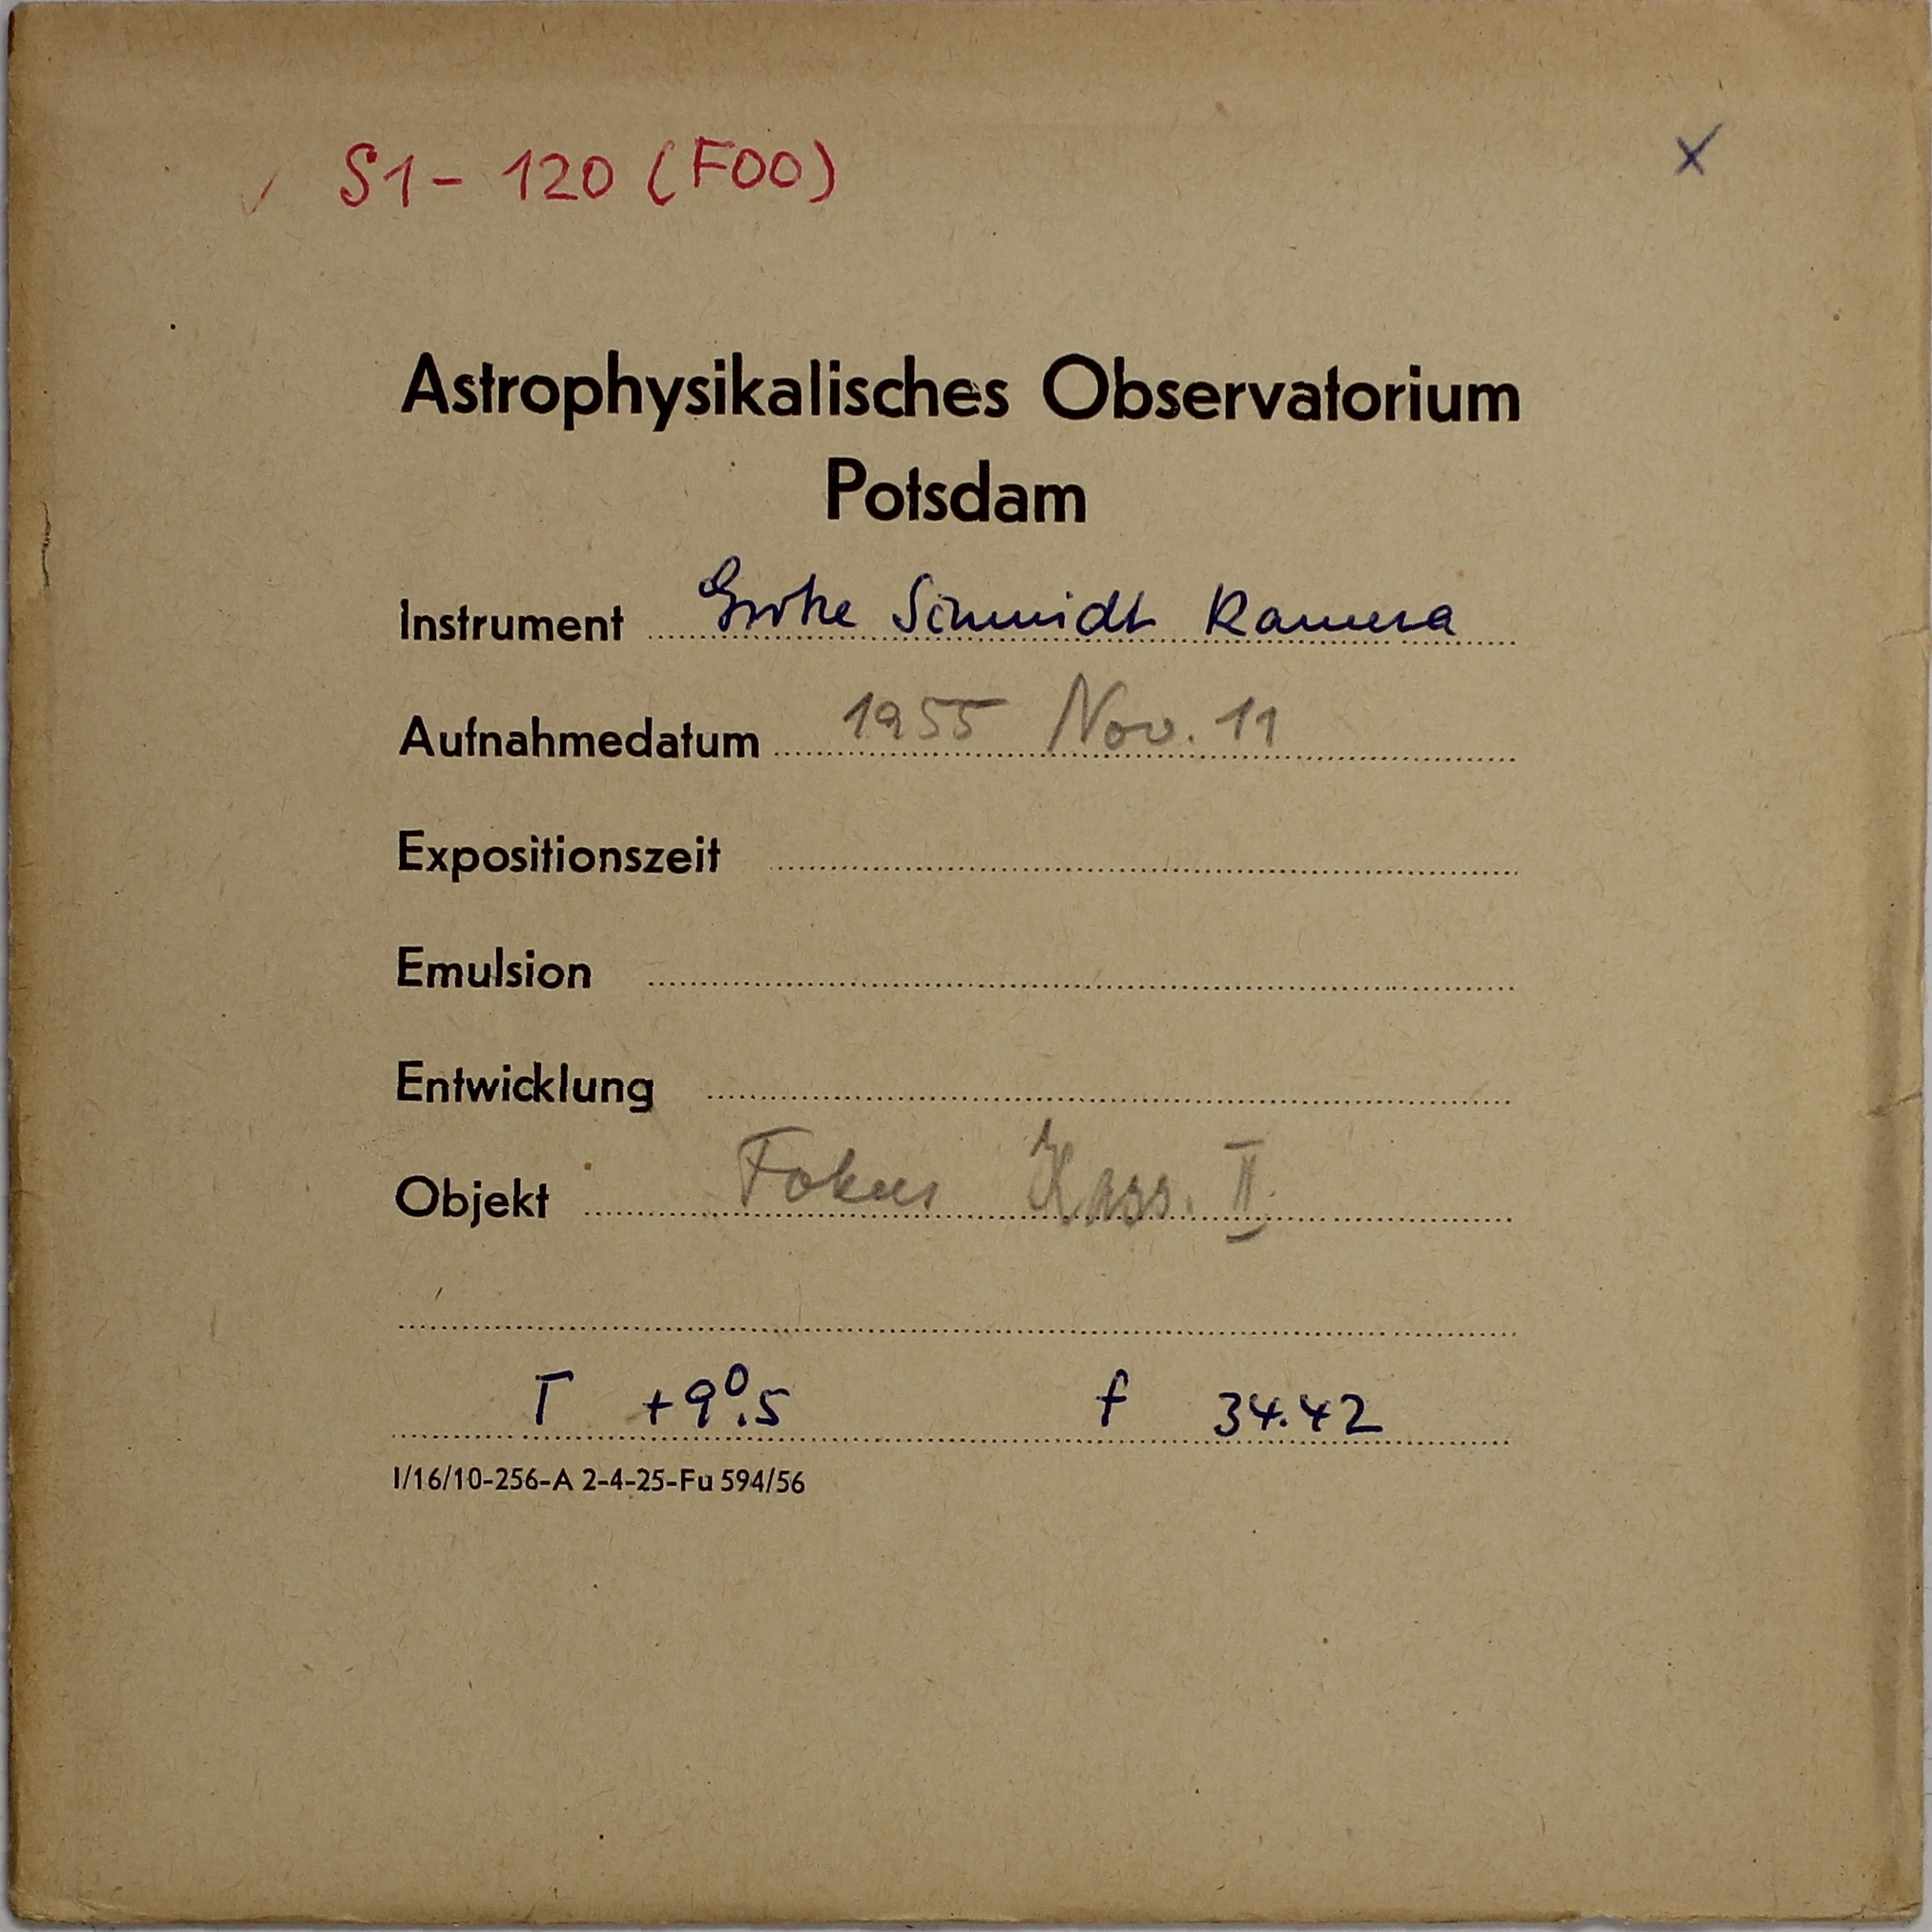 S1 - 120 (F00)
x
Astrophysikalisches Observatorium
Potsdam
Instrument Große Schmidt Kamera
Aufnahmedatum 1955 Nov. 11
Expositionszeit
Emulsion
Entwicklung
Objekt Fokus Kass. II
T +9°.5 f 34.42
I/16/10-256-A 2-4-25-Fu 594/56